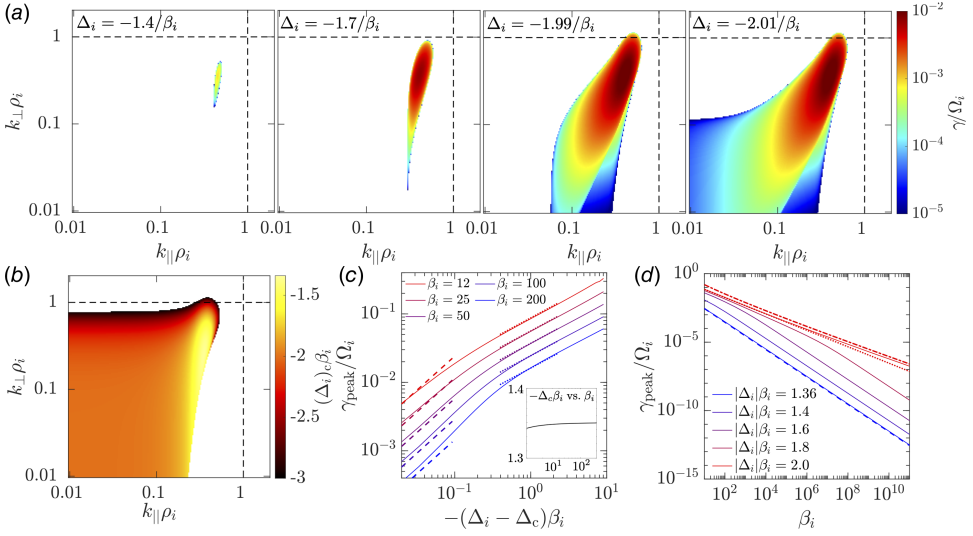 (a)
Δ_i = −1.4/β_i
Δ_i = −1.7/β_i
Δ_i = −1.99/β_i
Δ_i = −2.01/β_i
10^−2
10^−3
10^−4
10^−5
γ/Ω_i
1
0.1
0.01
k_⊥ρ_i
0.01 0.1 1
0.01 0.1 1
0.01 0.1 1
0.01 0.1 1
k_||ρ_i
k_||ρ_i
k_||ρ_i
k_||ρ_i
(b)
1
0.1
0.01
k_⊥ρ_i
0.01 0.1 1
k_||ρ_i
-1.5
-2
-2.5
-3
(Δ_i)_c β_i
(c)
β_i = 12
β_i = 25
β_i = 50
β_i = 100
β_i = 200
10^−1
10^−2
10^−3
γ_peak/Ω_i
1.4
−Δ_cβ_i vs. β_i
1.3
10^1 10^2
10^−1 10^0 10^1
−(Δ_i − Δ_c)β_i
(d)
10^0
10^−5
10^−10
10^−15
γ_peak/Ω_i
|Δ_i|β_i = 1.36
|Δ_i|β_i = 1.4
|Δ_i|β_i = 1.6
|Δ_i|β_i = 1.8
|Δ_i|β_i = 2.0
10^2 10^4 10^6 10^8 10^10
β_i